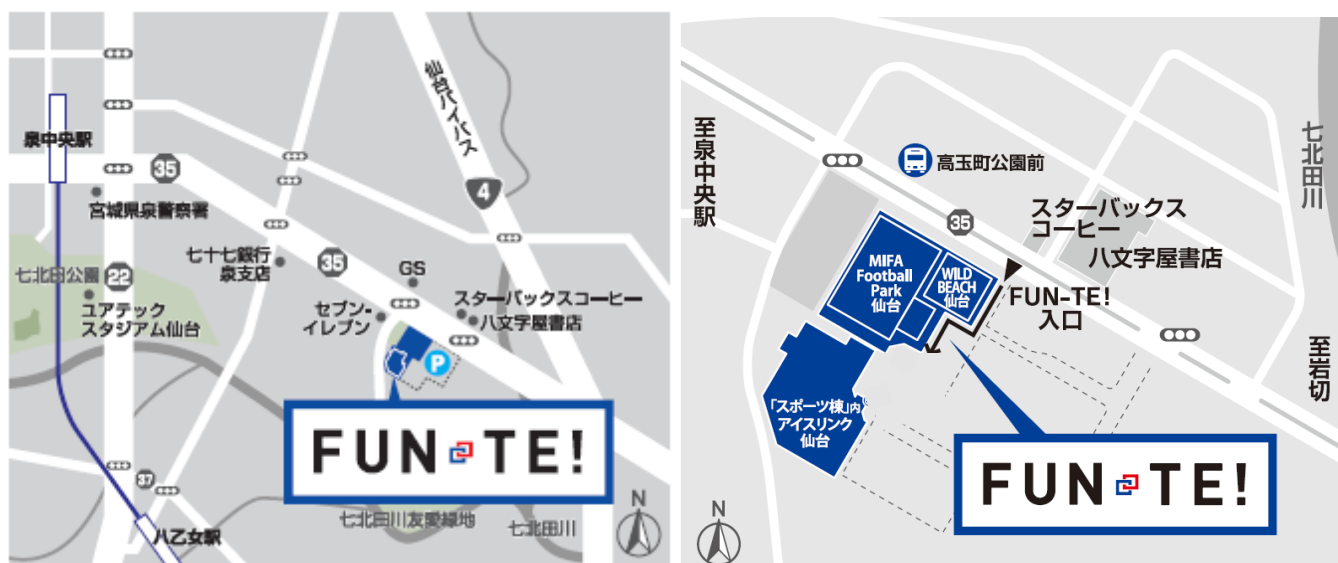 仙台バイパス
泉中央駅
35
4
宮城県泉警察署
七北田公園
22
ユアテック
スタジアム仙台
七十七銀行
泉支店
35
GS
セブン-
イレブン
スターバックスコーヒー
八文字屋書店
P
FUN TE!
37
八乙女駅
七北田川友愛緑地
七北田川
N
至泉中央駅
高玉町公園前
七北田川
35
スターバックス
コーヒー
八文字屋書店
MIFA
Football
Park
仙台
WILD
BEACH
仙台
FUN-TE!
入口
至岩切
「スポーツ棟」内
アイスリンク
仙台
FUN TE!
N